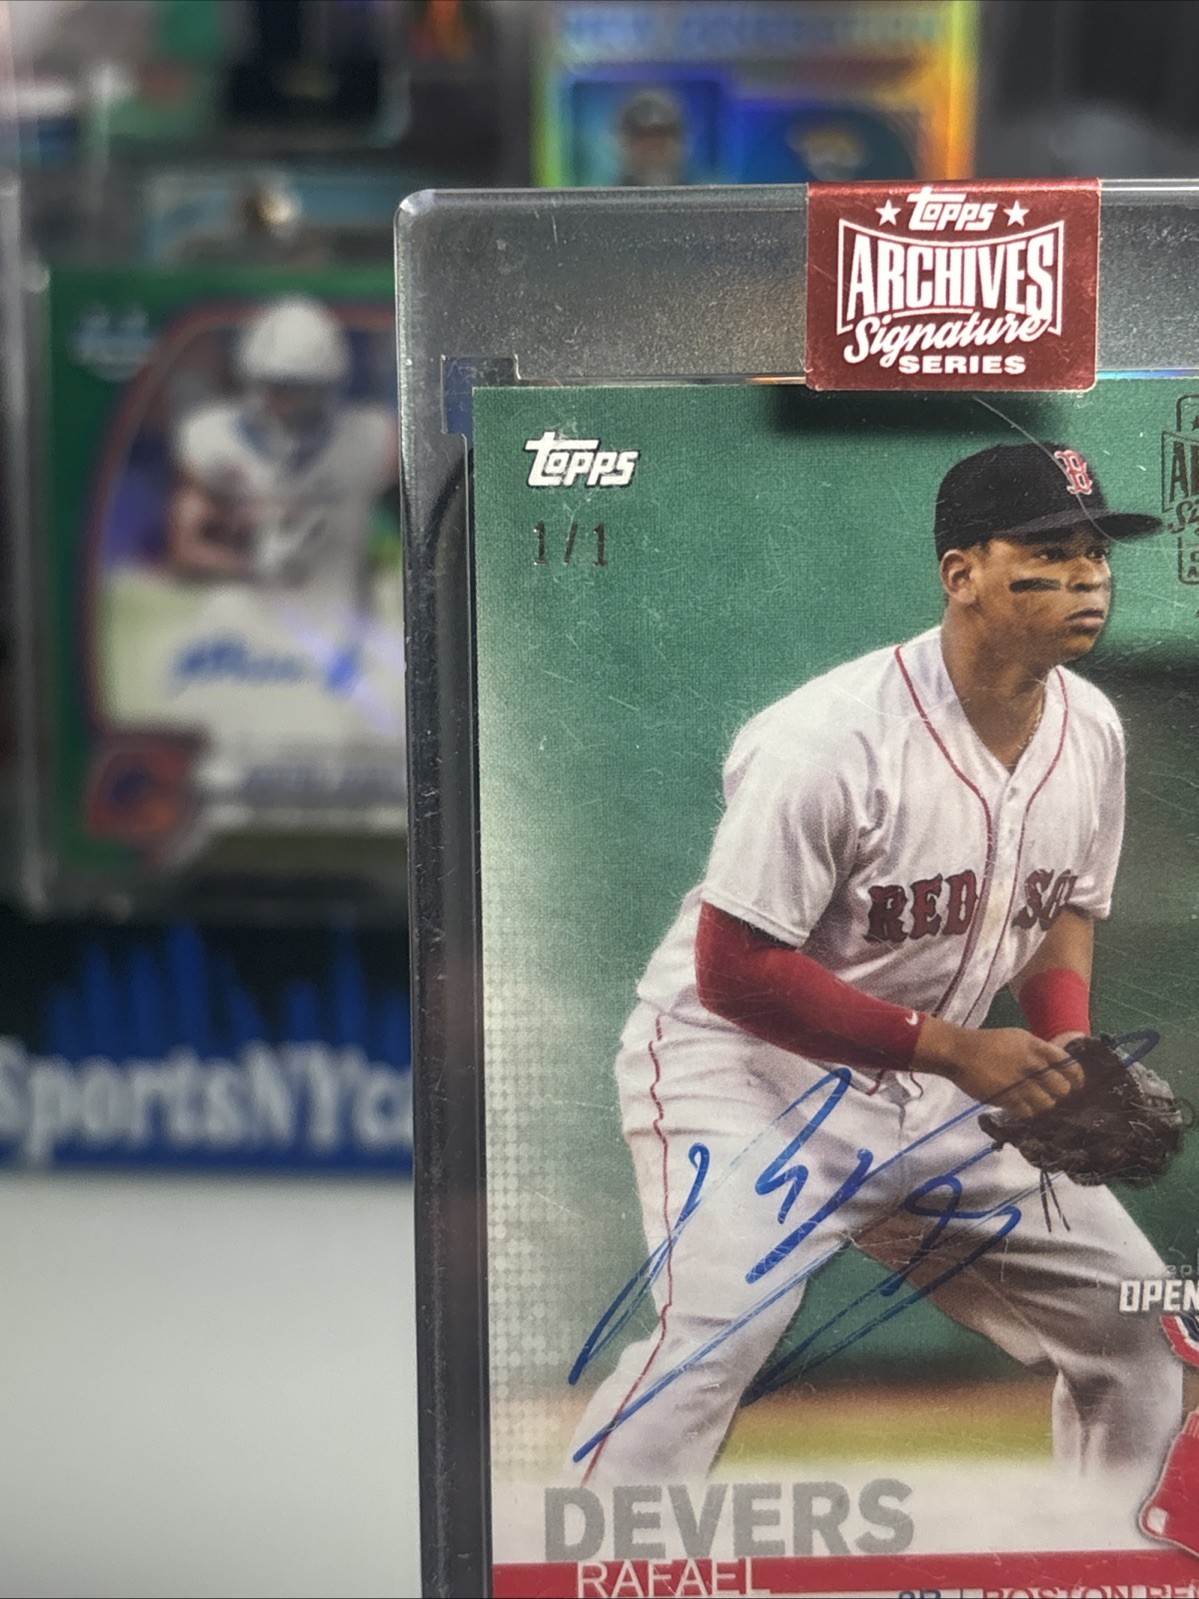 Topps
ARCHIVES
Signature
SERIES
Topps
1/1
B
RED SO
OPEN
DEVERS
RAFAEL
SportsNYc